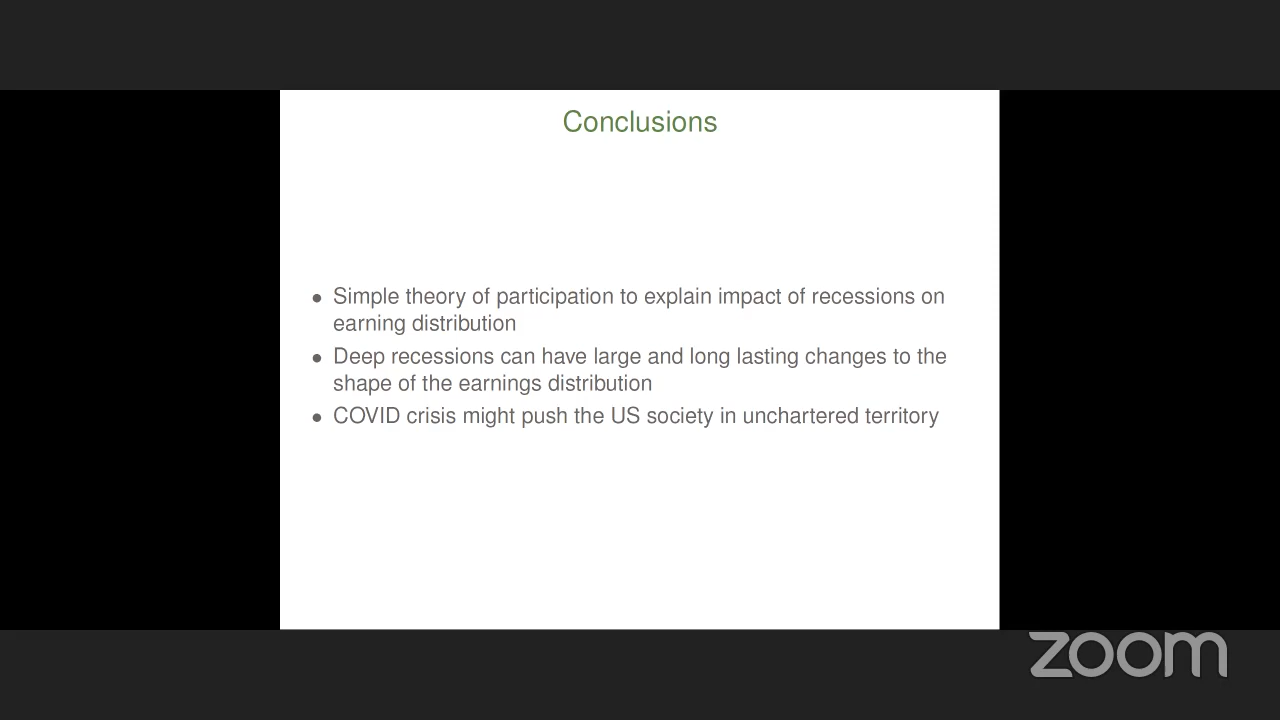 Conclusions
• Simple theory of participation to explain impact of recessions on
earning distribution
• Deep recessions can have large and long lasting changes to the
shape of the earnings distribution
• COVID crisis might push the US society in unchartered territory
zoom